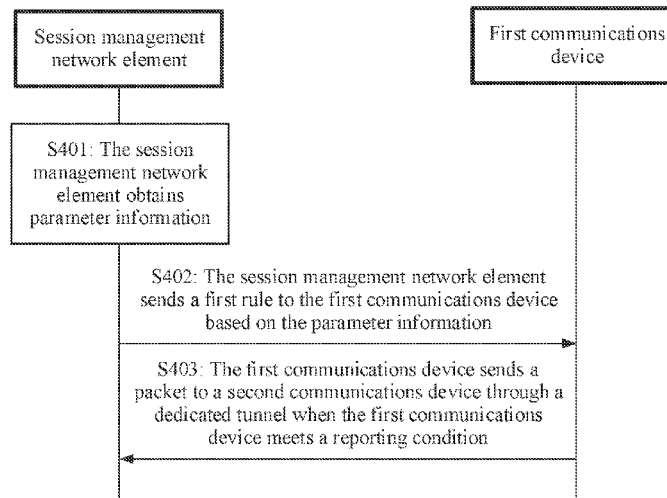 Session management
network element
First communications
device
S401: The session
management network
element obtains
parameter information
S402: The session management network element
sends a first rule to the first communications device
based on the parameter information
S403: The first communications device sends a
packet to a second communications device through a
dedicated tunnel when the first communications
device meets a reporting condition